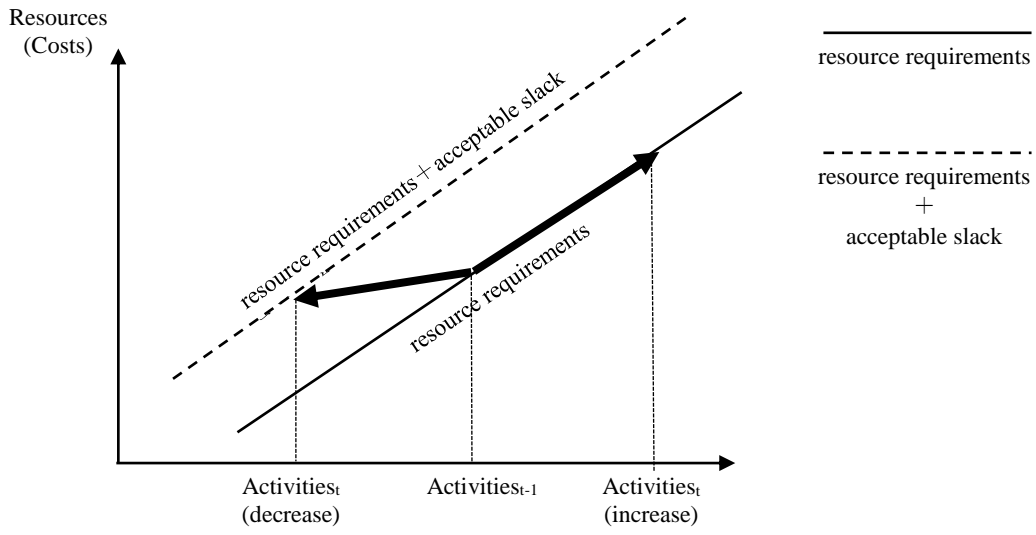 Resources
(Costs)
resource requirements＋acceptable slack
resource requirements
Activitiest
(decrease)
Activitiest-1
Activitiest
(increase)
resource requirements
resource requirements
＋
acceptable slack